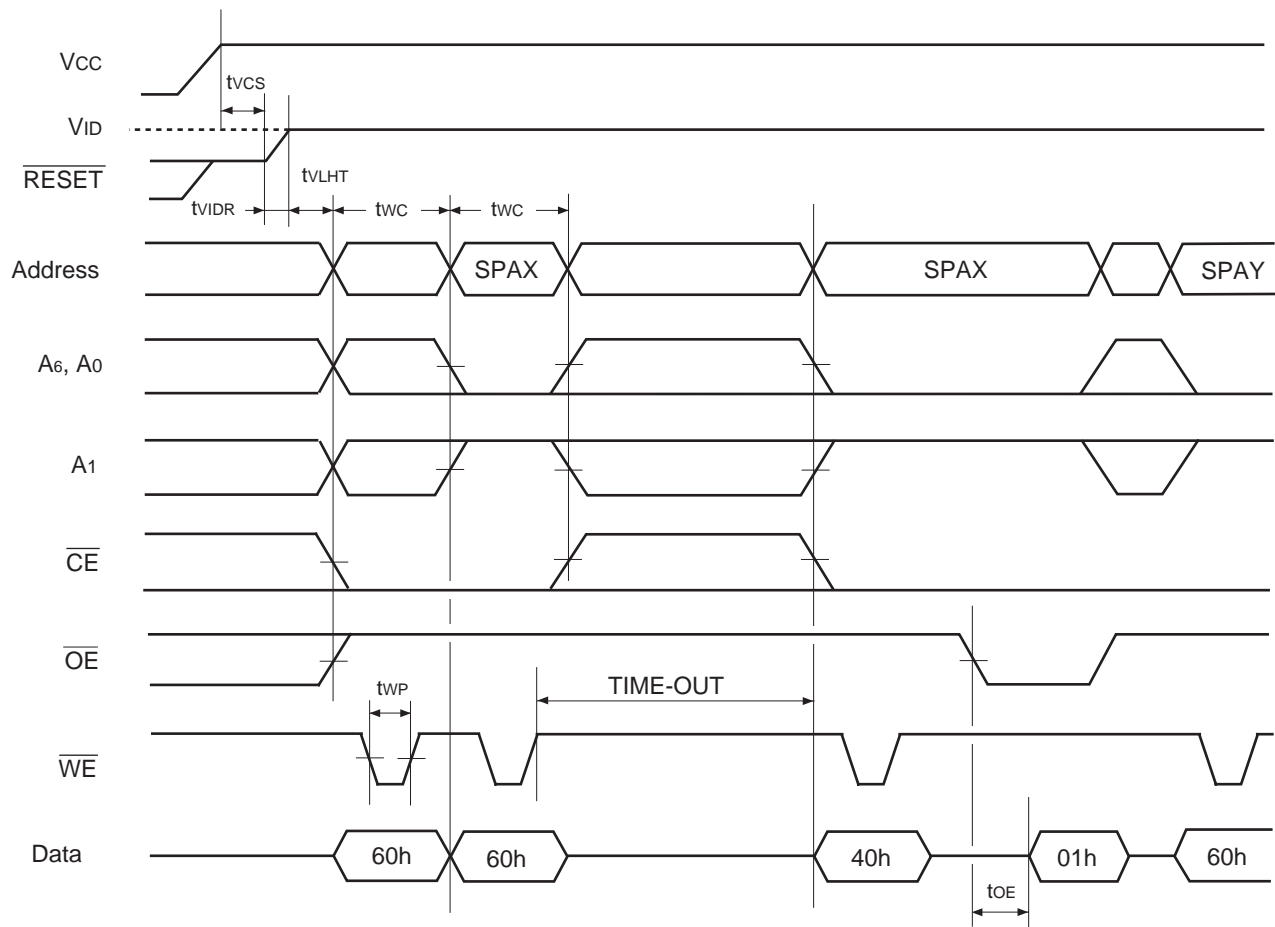 VCC
tVCS
VID
RESET
tVLHT
tVIDR
tWC
tWC
Address
SPAX
SPAX
SPAY
A6, A0
A1
CE
OE
tWP
TIME-OUT
WE
Data
60h
60h
40h
01h
60h
tOE